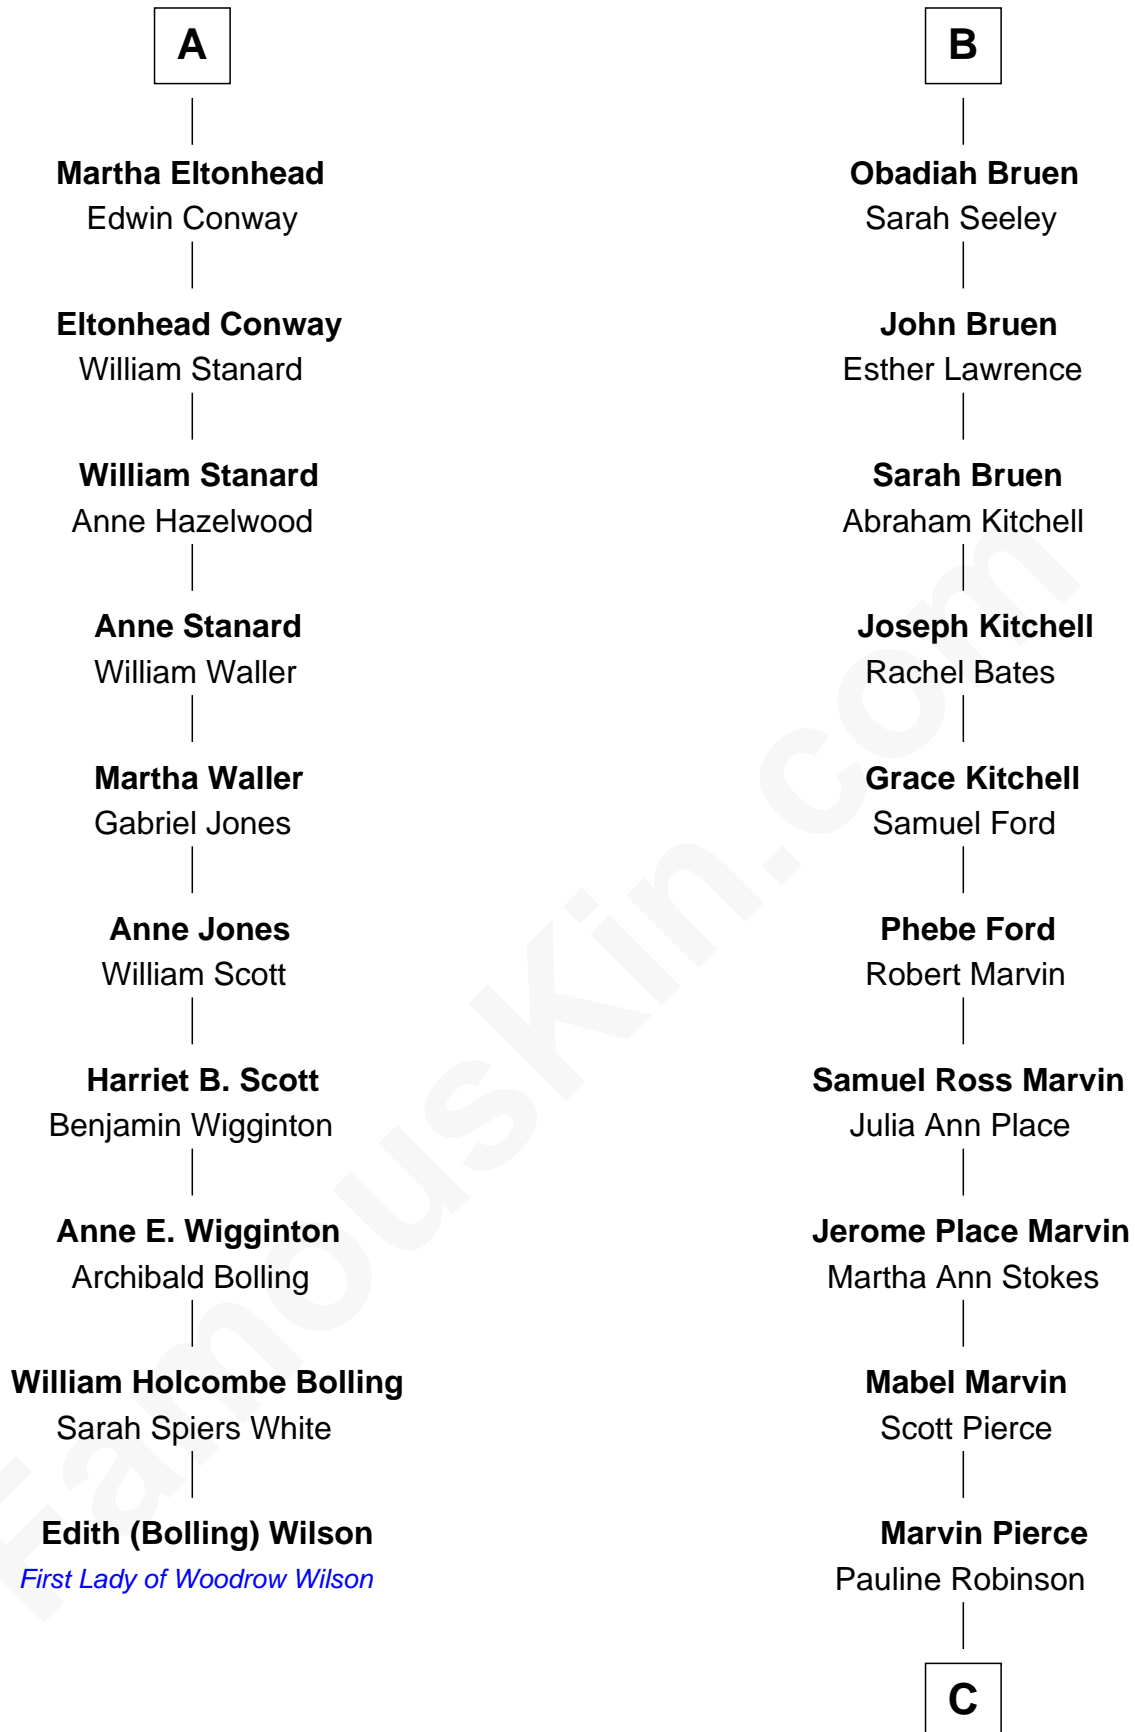 A
Martha Eltonhead
Edwin Conway
Eltonhead Conway
William Stanard
William Stanard
Anne Hazelwood
Anne Stanard
William Waller
Martha Waller
Gabriel Jones
Anne Jones
William Scott
Harriet B. Scott
Benjamin Wigginton
Anne E. Wigginton
Archibald Bolling
William Holcombe Bolling
Sarah Spiers White
Edith (Bolling) Wilson
First Lady of Woodrow Wilson
B
Obadiah Bruen
Sarah Seeley
John Bruen
Esther Lawrence
Sarah Bruen
Abraham Kitchell
Joseph Kitchell
Rachel Bates
Grace Kitchell
Samuel Ford
Phebe Ford
Robert Marvin
Samuel Ross Marvin
Julia Ann Place
Jerome Place Marvin
Martha Ann Stokes
Mabel Marvin
Scott Pierce
Marvin Pierce
Pauline Robinson
C
FamousKin.com